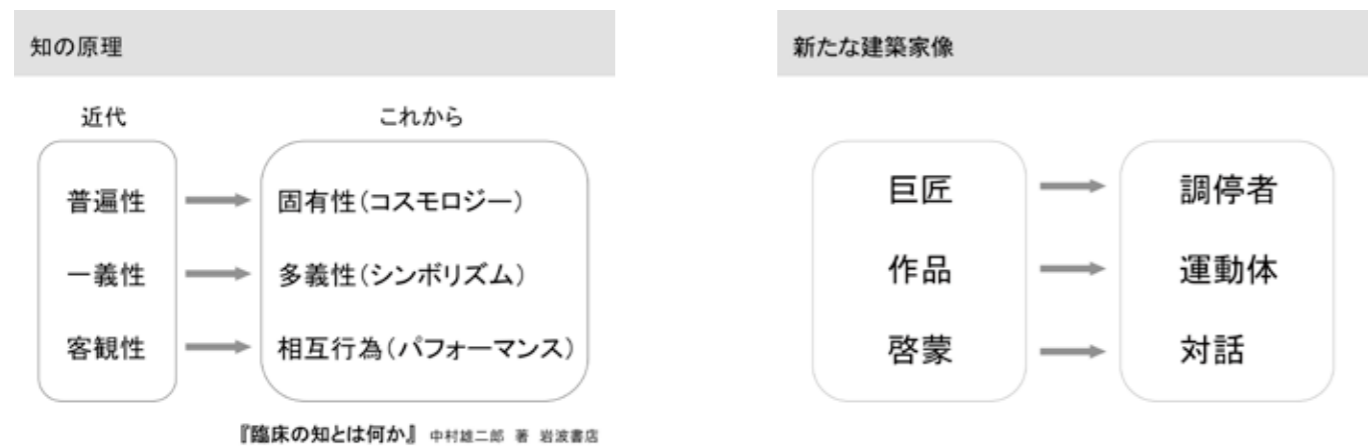 知の原理
近代
これから
普遍性
固有性(コスモロジー)
一義性
多義性(シンボリズム)
客観性
相互行為(パフォーマンス)
『臨床の知とは何か』 中村雄二郎 著 岩波書店
新たな建築家像
巨匠
調停者
作品
運動体
啓蒙
対話